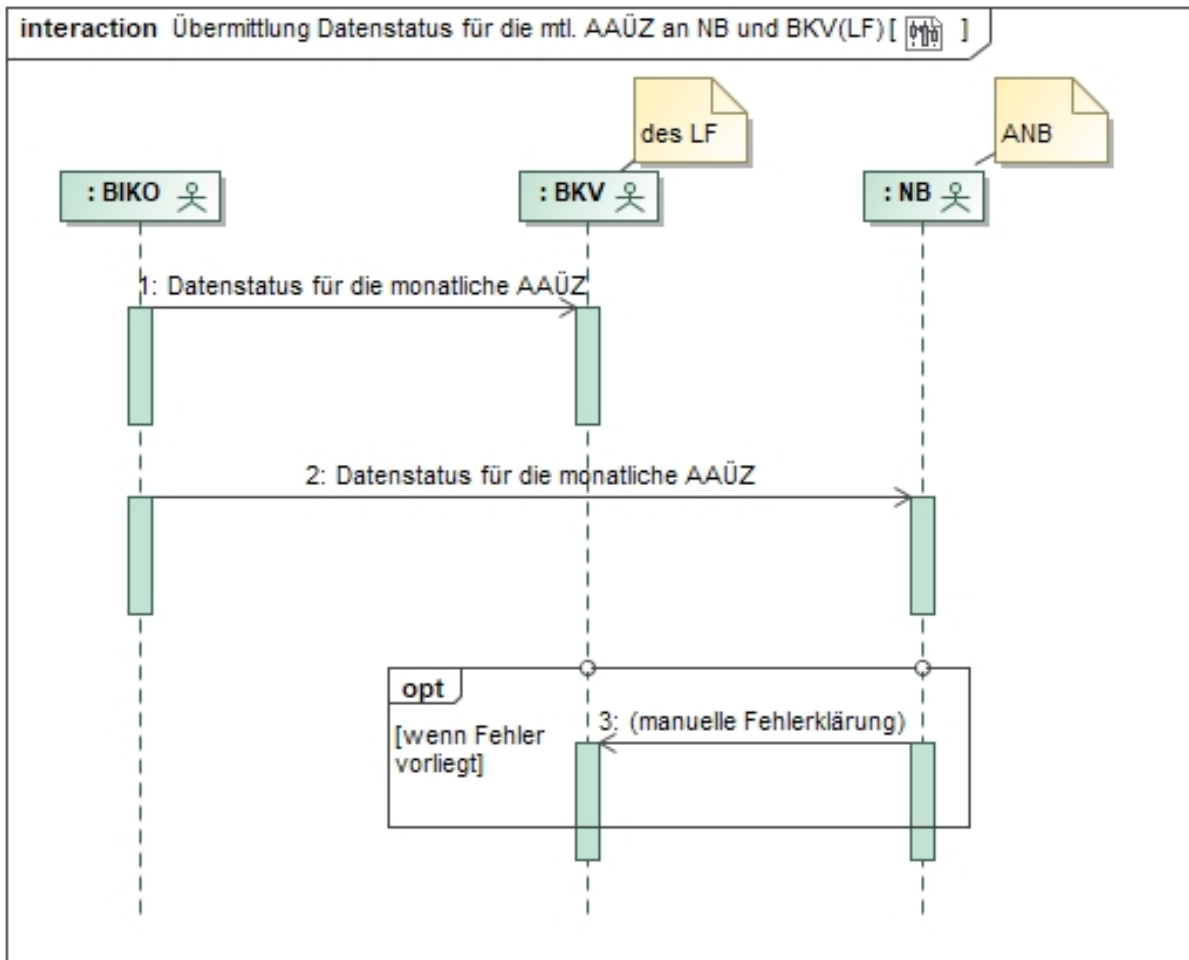 interaction Übermittlung Datenstatus für die mtl. AAÜZ an NB und BKV(LF) [ ]
des LF
ANB
: BIKO
: BKV
: NB
1: Datenstatus für die monatliche AAÜZ
2: Datenstatus für die monatliche AAÜZ
opt
3: (manuelle Fehlerklärung)
[wenn Fehler
vorliegt]